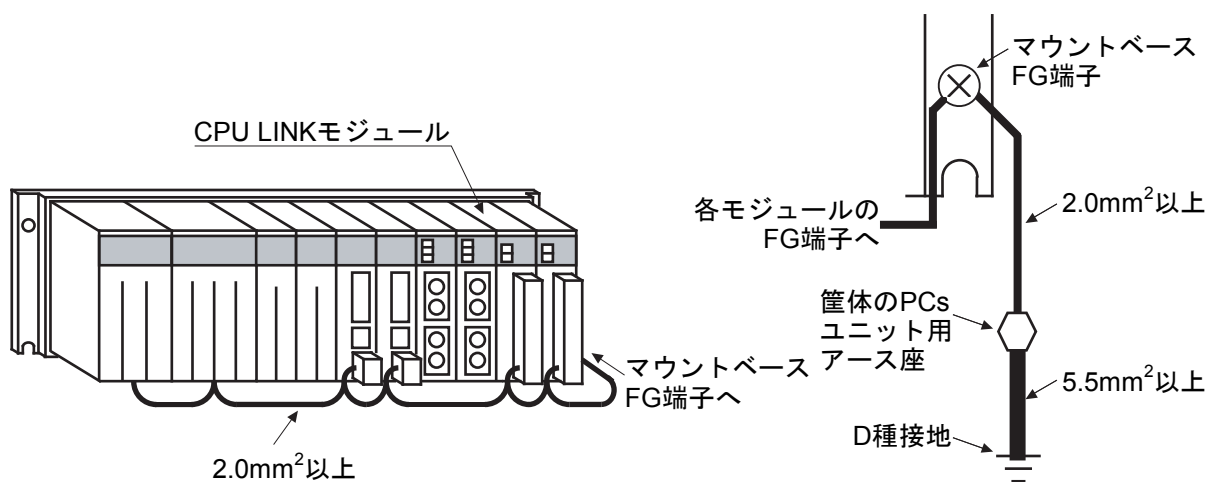 CPU LINKモジュール
マウントベース
FG端子へ
2.0mm²以上
マウントベース
FG端子
各モジュールの
FG端子へ
2.0mm²以上
筐体のPCs
ユニット用
アース座
5.5mm²以上
D種接地